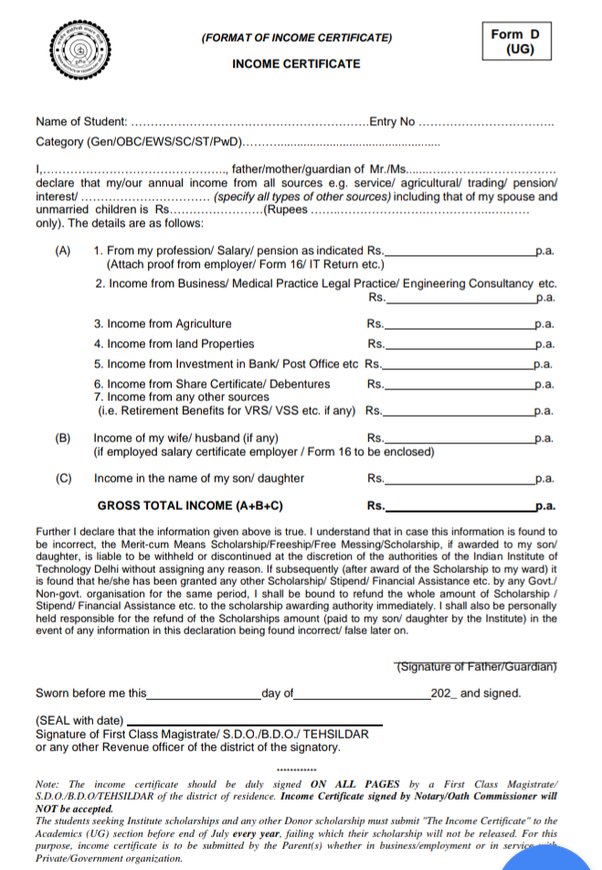 (FORMAT OF INCOME CERTIFICATE)
Form D
(UG)
INCOME CERTIFICATE
Name of Student: ……………………………………………………Entry No …………………………….
Category (Gen/OBC/EWS/SC/ST/PwD)………..................................................
I,………………………………………., father/mother/guardian of Mr./Ms............……………………
declare that my/our annual income from all sources e.g. service/ agricultural/ trading/ pension/
interest/ …………………………… (specify all types of other sources) including that of my spouse and
unmarried children is Rs……………………(Rupees …….……………………………..………
only). The details are as follows:
(A) 1. From my profession/ Salary/ pension as indicated Rs.________________________p.a.
(Attach proof from employer/ Form 16/ IT Return etc.)
2. Income from Business/ Medical Practice Legal Practice/ Engineering Consultancy etc.
Rs.________________________p.a.
3. Income from Agriculture Rs.________________________p.a.
4. Income from land Properties Rs.________________________p.a.
5. Income from Investment in Bank/ Post Office etc Rs.________________________p.a.
6. Income from Share Certificate/ Debentures Rs.________________________p.a.
7. Income from any other sources
(i.e. Retirement Benefits for VRS/ VSS etc. if any) Rs.________________________p.a.
(B) Income of my wife/ husband (if any) Rs.________________________p.a.
(if employed salary certificate employer / Form 16 to be enclosed)
(C) Income in the name of my son/ daughter Rs.________________________p.a.
GROSS TOTAL INCOME (A+B+C) Rs.________________________p.a.
Further I declare that the information given above is true. I understand that in case this information is found to
be incorrect, the Merit-cum Means Scholarship/Freeship/Free Messing/Scholarship, if awarded to my son/
daughter, is liable to be withheld or discontinued at the discretion of the authorities of the Indian Institute of
Technology Delhi without assigning any reason. If subsequently (after award of the Scholarship to my ward) it
is found that he/she has been granted any other Scholarship/ Stipend/ Financial Assistance etc. by any Govt./
Non-govt. organisation for the same period, I shall be bound to refund the whole amount of Scholarship /
Stipend/ Financial Assistance etc. to the scholarship awarding authority immediately. I shall also be personally
held responsible for the refund of the Scholarships amount (paid to my son/ daughter by the Institute) in the
event of any information in this declaration being found incorrect/ false later on.
(Signature of Father/Guardian)
Sworn before me this__________________day of______________________202_ and signed.
(SEAL with date) ________________________________________
Signature of First Class Magistrate/ S.D.O./B.D.O./ TEHSILDAR
or any other Revenue officer of the district of the signatory.
************
Note: The income certificate should be duly signed ON ALL PAGES by a First Class Magistrate/
S.D.O./B.D.O/TEHSILDAR of the district of residence. Income Certificate signed by Notary/Oath Commissioner will
NOT be accepted.
The students seeking Institute scholarships and any other Donor scholarship must submit "The Income Certificate" to the
Academics (UG) section before end of July every year, failing which their scholarship will not be released. For this
purpose, income certificate is to be submitted by the Parent(s) whether in business/employment or in service with
Private/Government organization.